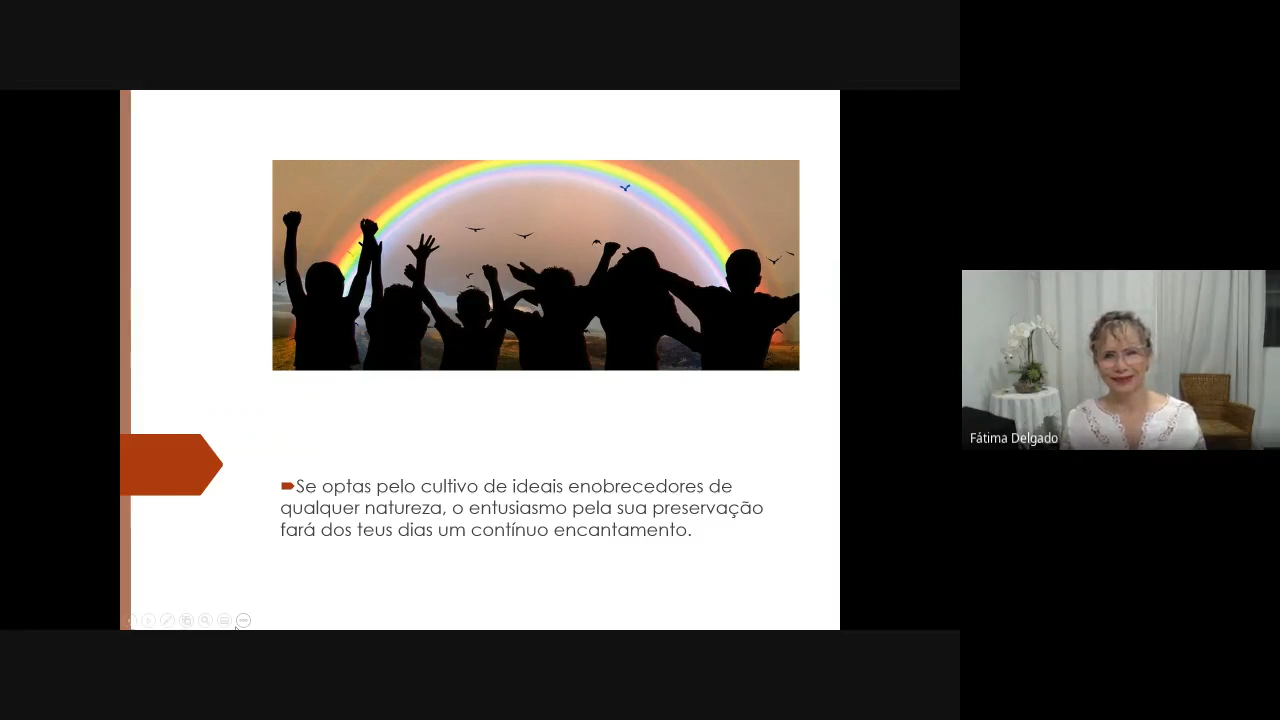 Se optas pelo cultivo de ideais enobrecedores de
qualquer natureza, o entusiasmo pela sua preservação
fará dos teus dias um contínuo encantamento.
Fátima Delgado